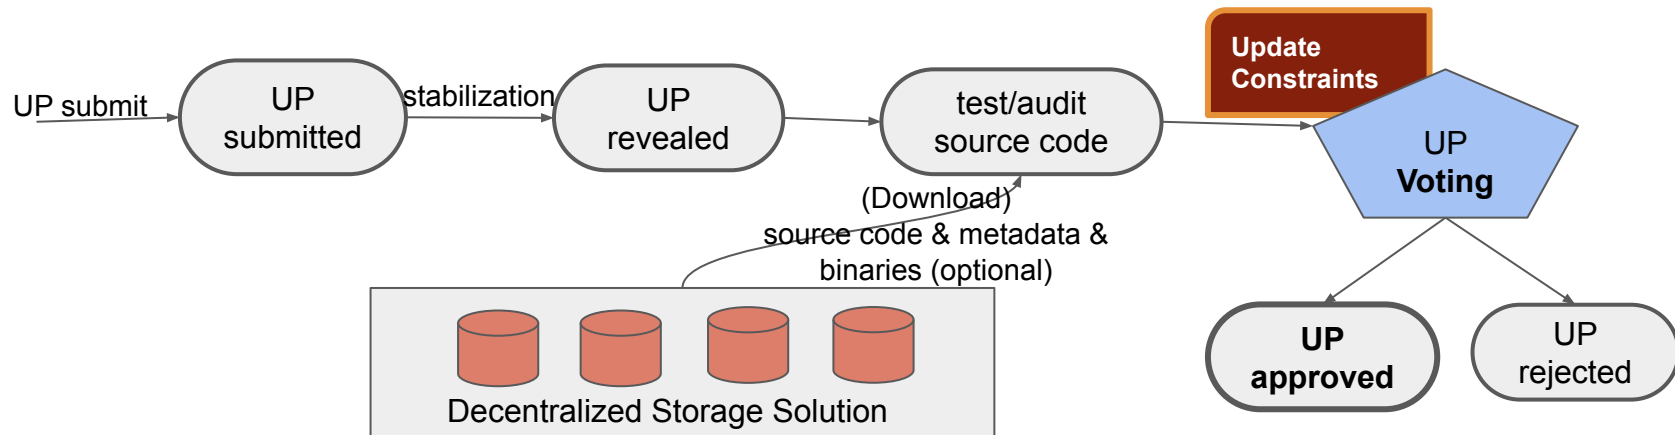 UP submit
UP
submitted
stabilization
UP
revealed
test/audit
source code
Update
Constraints
UP
Voting
(Download)
source code & metadata &
binaries (optional)
Decentralized Storage Solution
UP
approved
UP
rejected